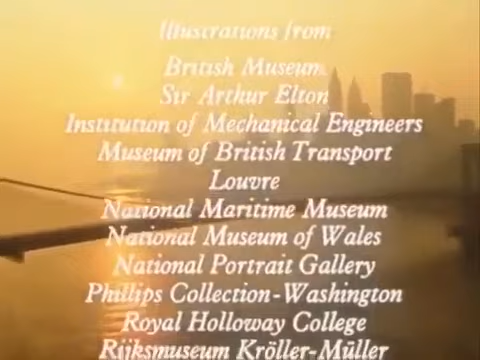 Illustrations from
British Museum
Sir Arthur Elton
Institution of Mechanical Engineers
Museum of British Transport
Louvre
National Maritime Museum
National Museum of Wales
National Portrait Gallery
Phillips Collection-Washington
Royal Holloway College
Rijksmuseum Kröller-Müller